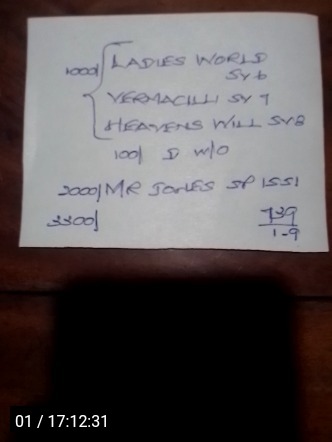 1000/ LADIES WORLD
SY 6
VERMACILLI SY 7
HEAVENS WILL SY 8
100/ D W/O
2000/ MR JONES SP 1551
3300/ 739
1-9
01 / 17:12:31